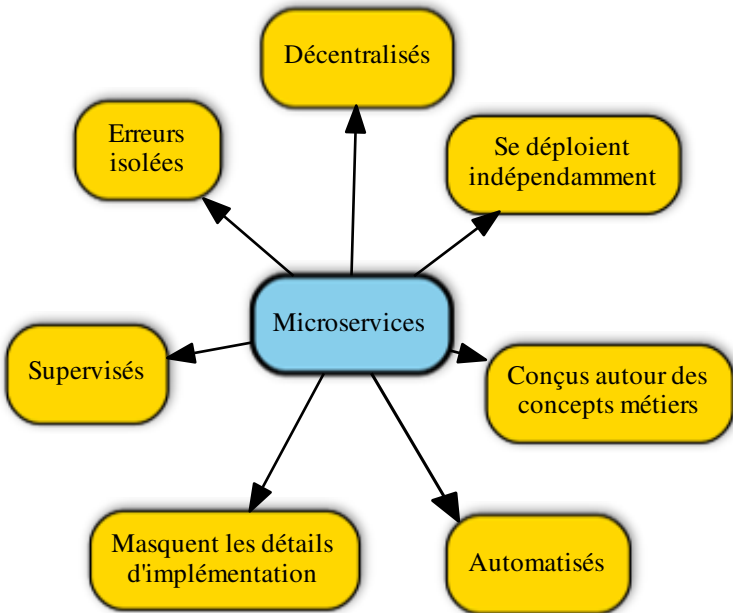 Décentralisés
Erreurs
isolées
Se déploient
indépendamment
Microservices
Supervisés
Conçus autour des
concepts métiers
Masquent les détails
d'implémentation
Automatisés